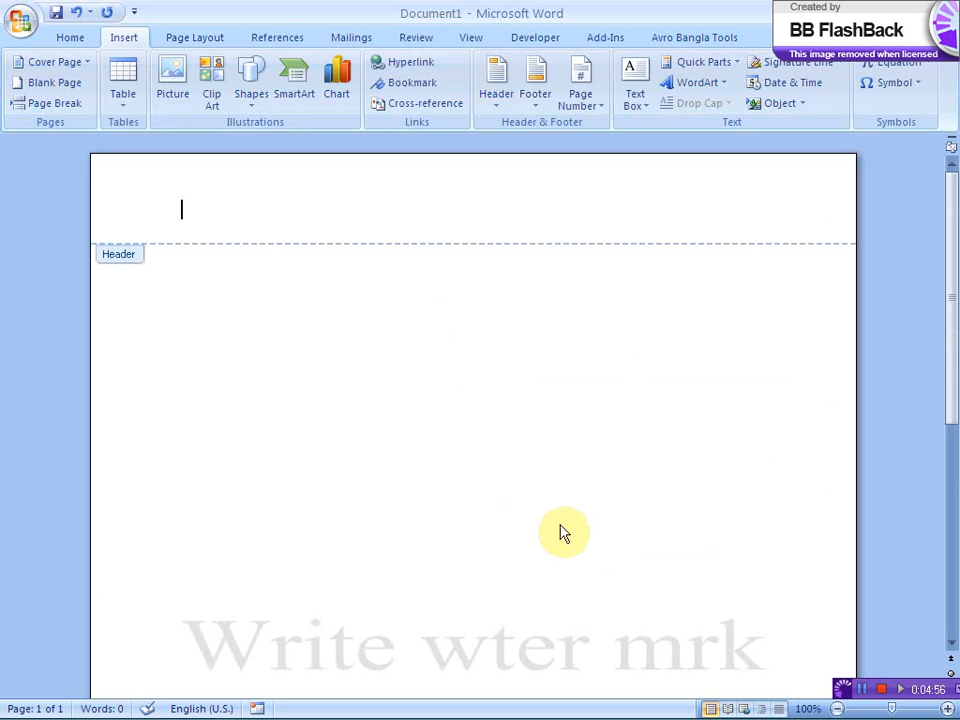 Document1 - Microsoft Word
Created by
BB FlashBack
This image removed when licensed
Home Insert Page Layout References Mailings Review View Developer Add-Ins Avro Bangla Tools
Cover Page
Blank Page
Page Break
Pages
Table
Tables
Picture
Clip Art
Shapes
SmartArt
Chart
Illustrations
Hyperlink
Bookmark
Cross-reference
Links
Header
Footer
Page Number
Header & Footer
Text Box
Quick Parts
WordArt
Drop Cap
Signature Line
Date & Time
Object
Text
Equation
Symbol
Symbols
Header
Write wter mrk
Page: 1 of 1 Words: 0 English (U.S.) 100%
0:04:56